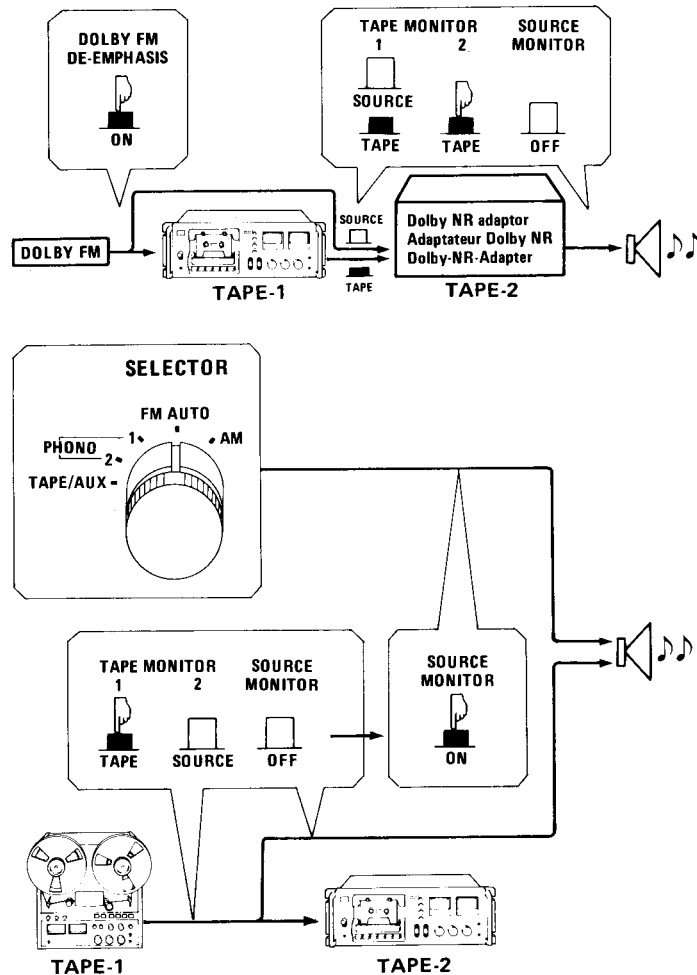 DOLBY FM
DE-EMPHASIS
ON
TAPE MONITOR
1 2
SOURCE
MONITOR
SOURCE
TAPE TAPE OFF
DOLBY FM
SOURCE
TAPE
Dolby NR adaptor
Adaptateur Dolby NR
Dolby-NR-Adapter
TAPE-1
TAPE-2
SELECTOR
FM AUTO
PHONO 1 AM
2
TAPE/AUX
TAPE MONITOR
1 2
SOURCE
MONITOR
TAPE SOURCE OFF
SOURCE
MONITOR
ON
TAPE-1
TAPE-2